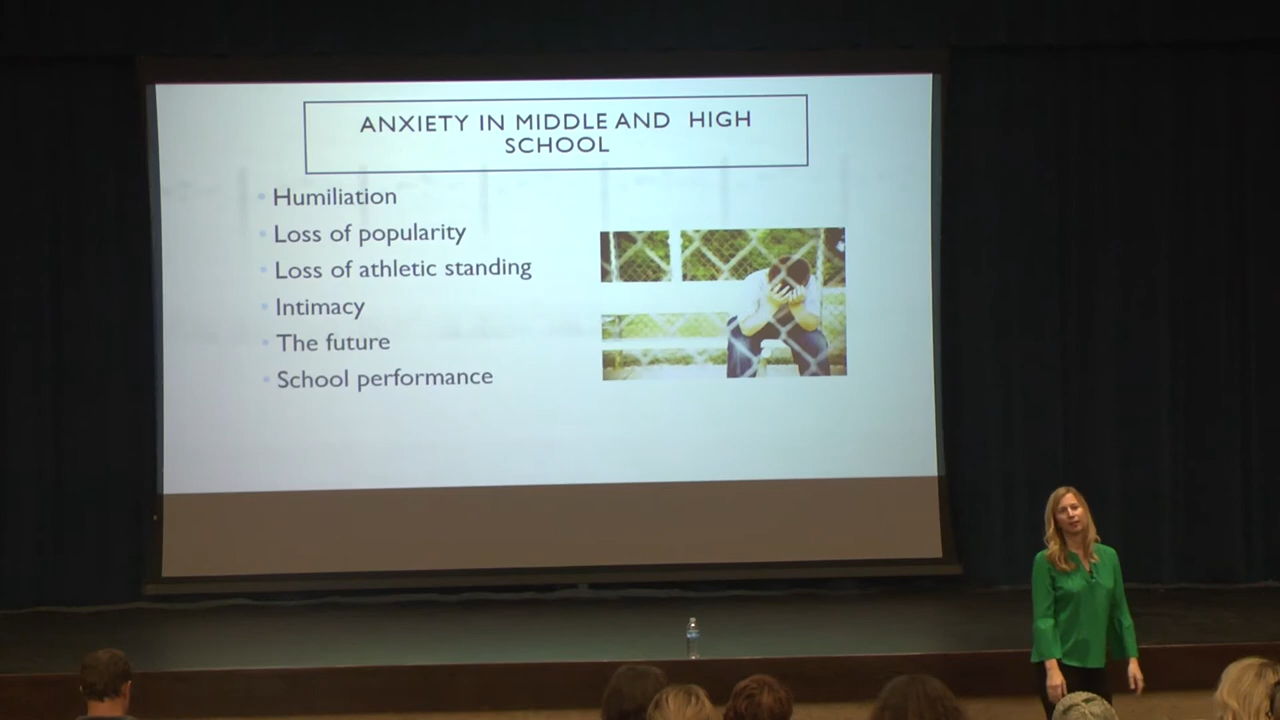 ANXIETY IN MIDDLE AND HIGH
SCHOOL
Humiliation
Loss of popularity
Loss of athletic standing
Intimacy
The future
School performance